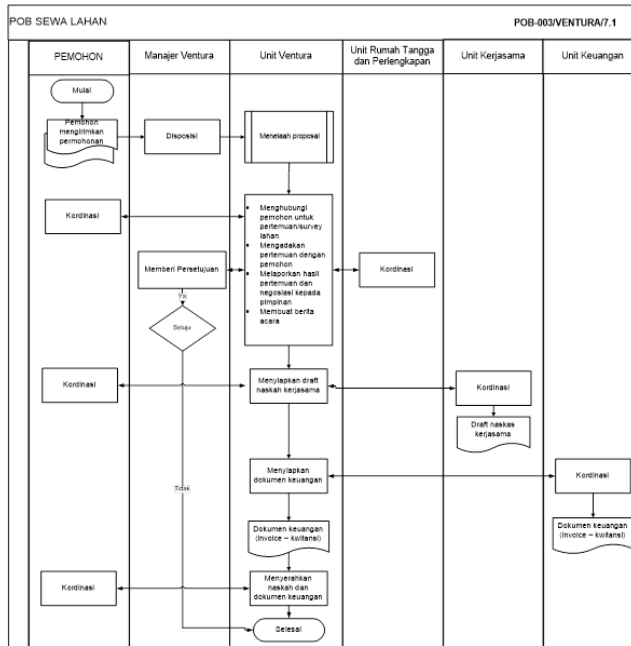 POB SEWA LAHAN
POB-003/VENTURA/7.1
PEMOHON
Manajer Ventura
Unit Ventura
Unit Rumah Tangga
dan Perlengkapan
Unit Kerjasama
Unit Keuangan
Mulai
Pemohon
mengirimkan
permohonan
Disposisi
Menelaah proposal
Kordinasi
• Menghubungi
pemohon untuk
pertemuan/survey
lahan
• Mengadakan
pertemuan dengan
pemohon
• Melaporkan hasil
pertemuan dan
negosiasi kepada
pimpinan
• Membuat berita
acara
Memberi Persetujuan
Kordinasi
Ya
Setuju
Kordinasi
Menyiapkan draft
naskah kerjasama
Kordinasi
Draft naskas
kerjasama
Tidak
Menyiapkan
dokumen keuangan
Kordinasi
Dokumen keuangan
(Invoice – kwitansi)
Dokumen keuangan
(Invoice – kwitansi)
Kordinasi
Menyerahkan
naskah dan
dokumen keuangan
Selesai